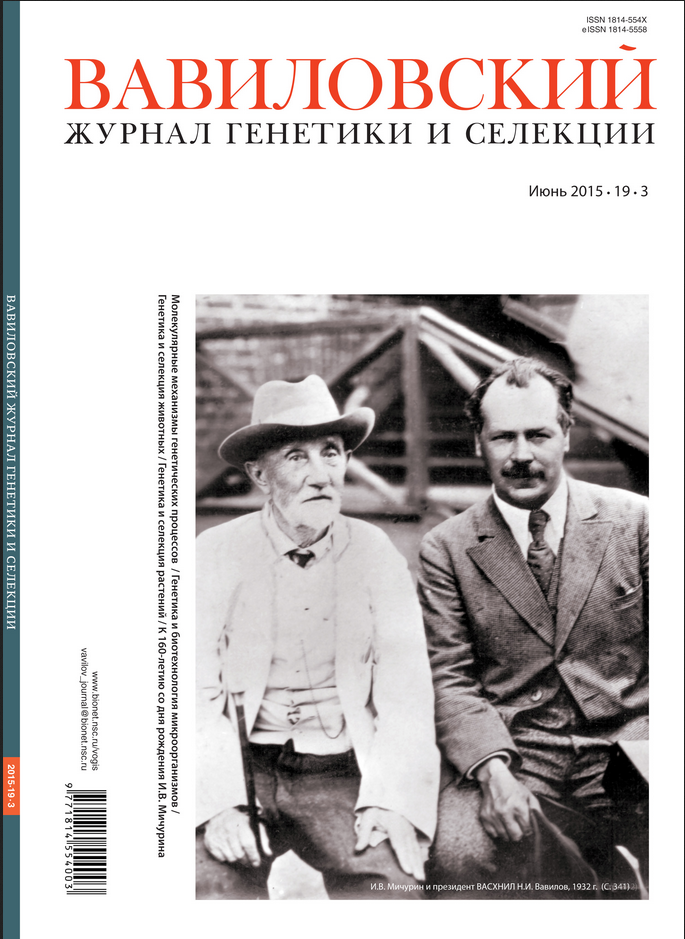 ISSN 1814-554X
eISSN 1814-5558
ВАВИЛОВСКИЙ
ЖУРНАЛ ГЕНЕТИКИ И СЕЛЕКЦИИ
Июнь 2015 • 19 • 3
Молекулярные механизмы генетических процессов / Генетика и биотехнология микроорганизмов /
Генетика и селекция животных / Генетика и селекция растений / К 160-летию со дня рождения И.В. Мичурина
www.bionet.nsc.ru/vogis
vavilov_journal@bionet.nsc.ru
9 771814 554003
И.В. Мичурин и президент ВАСХНИЛ Н.И. Вавилов, 1932 г. (С. 341)
ВАВИЛОВСКИЙ ЖУРНАЛ ГЕНЕТИКИ И СЕЛЕКЦИИ
2015•19•3